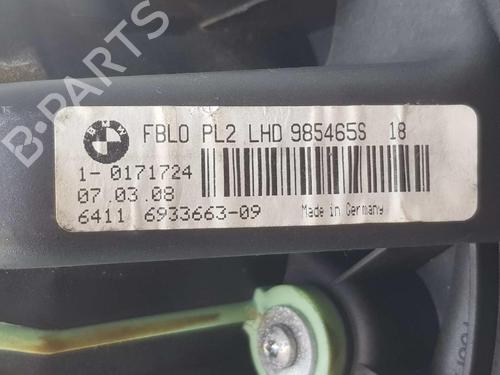 B-PARTS
BMW
FBLO PL2 LHD 985465S 18
1-0171724
07.03.08
6411 6933663-09 Made in Germany